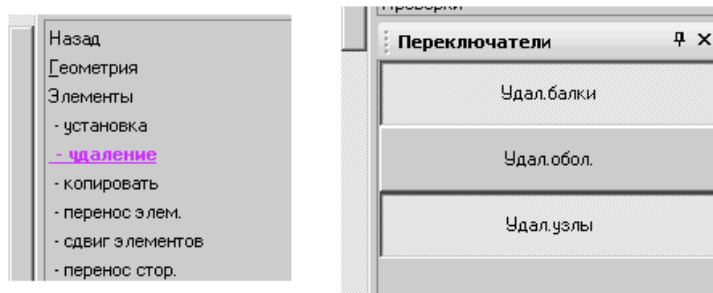 Назад
Геометрия
Элементы
- установка
- удаление
- копировать
- перенос элем.
- сдвиг элементов
- перенос стор.
Проверки
Переключатели
Удал.балки
Удал.обол.
Удал.узлы